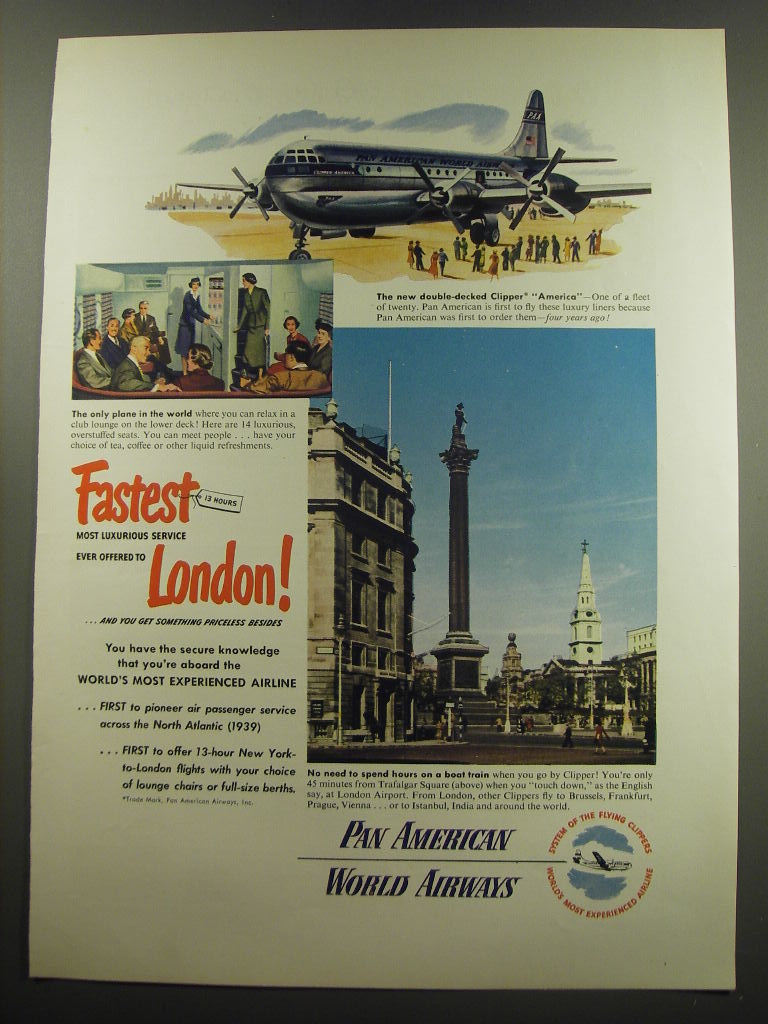 PAA
PAN AMERICAN WORLD AIRW
CLIPPER AMERICA
The new double-decked Clipper* "America"—One of a fleet
of twenty. Pan American is first to fly these luxury liners because
Pan American was first to order them—four years ago!
The only plane in the world where you can relax in a
club lounge on the lower deck! Here are 14 luxurious,
overstuffed seats. You can meet people . . . have your
choice of tea, coffee or other liquid refreshments.
Fastest
13 HOURS
MOST LUXURIOUS SERVICE
EVER OFFERED TO
London!
. . . AND YOU GET SOMETHING PRICELESS BESIDES
You have the secure knowledge
that you're aboard the
WORLD'S MOST EXPERIENCED AIRLINE
. . . FIRST to pioneer air passenger service
across the North Atlantic (1939)
. . . FIRST to offer 13-hour New York-
to-London flights with your choice
of lounge chairs or full-size berths.
*Trade Mark, Pan American Airways, Inc.
No need to spend hours on a boat train when you go by Clipper! You're only
45 minutes from Trafalgar Square (above) when you "touch down," as the English
say, at London Airport. From London, other Clippers fly to Brussels, Frankfurt,
Prague, Vienna . . . or to Istanbul, India and around the world.
PAN AMERICAN
WORLD AIRWAYS
SYSTEM OF THE FLYING CLIPPERS
WORLD'S MOST EXPERIENCED AIRLINE